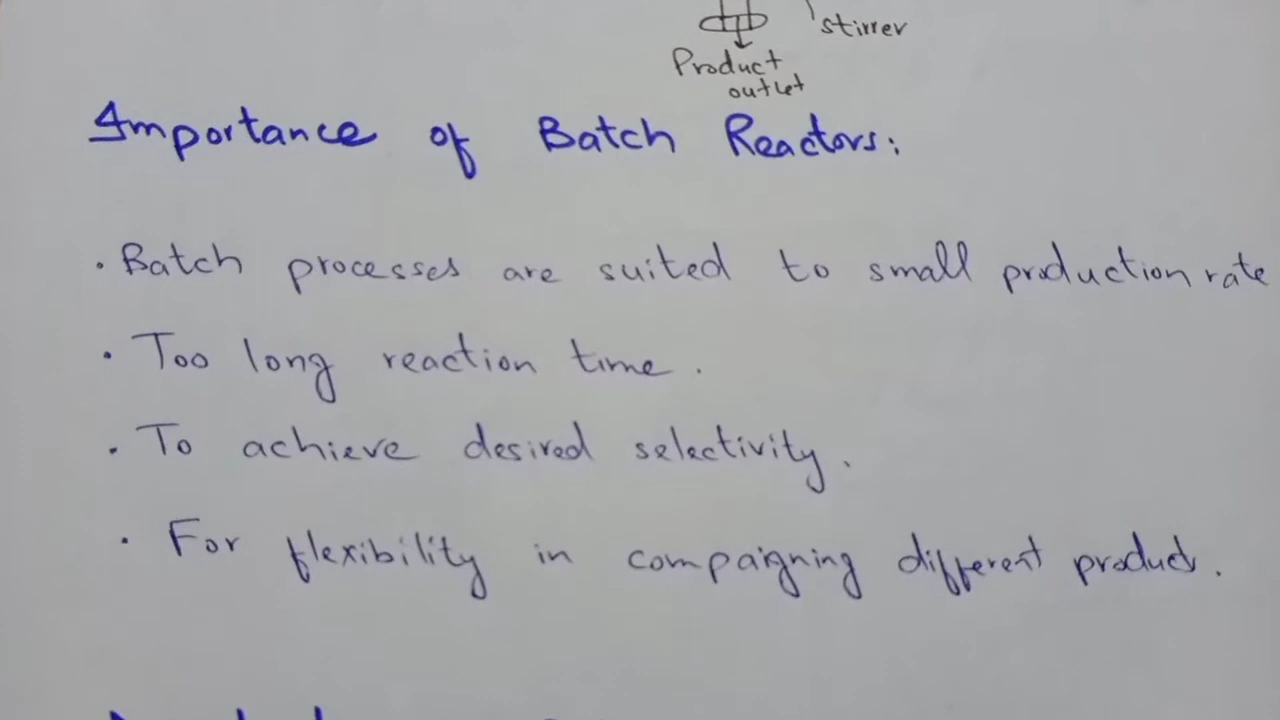 stirrer
Product
outlet
Importance of Batch Reactors:
. Batch processes are suited to small production rate
. Too long reaction time.
. To achieve desired selectivity.
. For flexibility in compaigning different products.